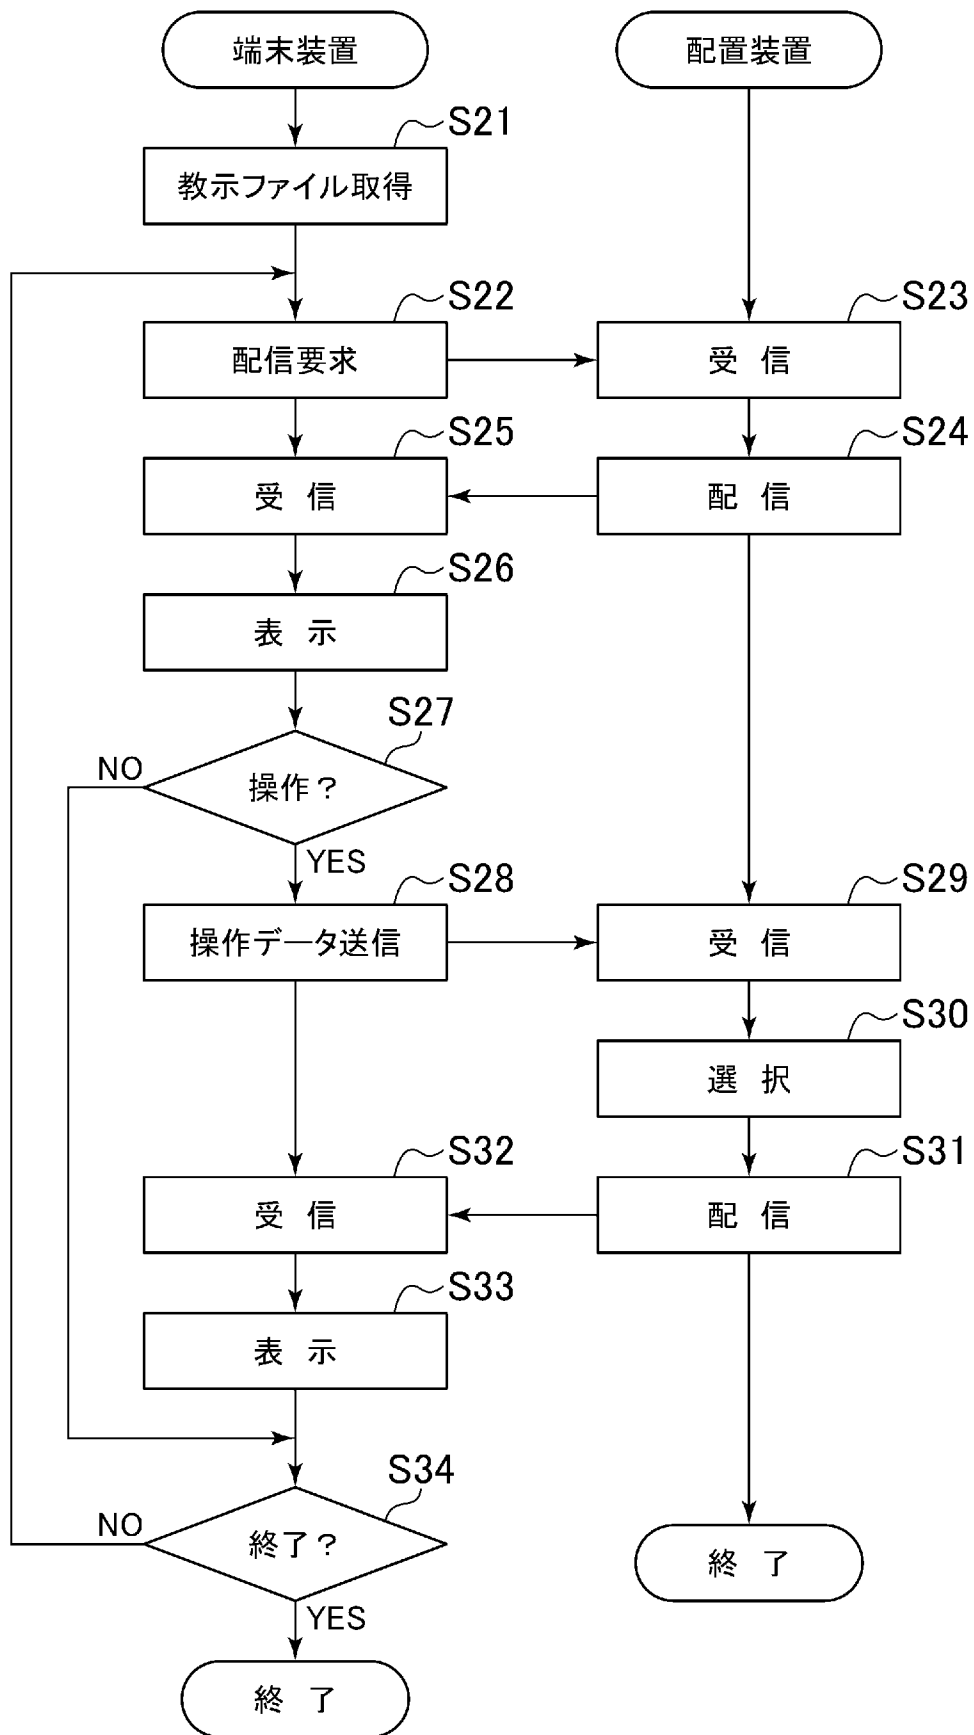 端末装置
配置装置
S21
教示ファイル取得
S22
S23
配信要求
受 信
S25
S24
受 信
配 信
S26
表 示
S27
NO
操作？
YES
S28
S29
操作データ送信
受 信
S30
選 択
S32
S31
受 信
配 信
S33
表 示
S34
NO
終了？
終 了
YES
終 了